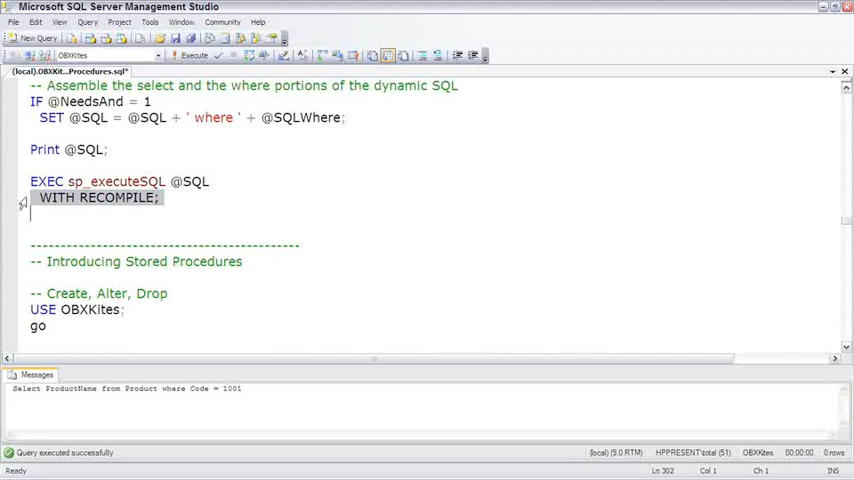 Microsoft SQL Server Management Studio
File Edit View Query Project Tools Window Community Help
New Query
OBXKites Execute
(local).OBXKit...Procedures.sql*
-- Assemble the select and the where portions of the dynamic SQL
IF @NeedsAnd = 1
SET @SQL = @SQL + ' where ' + @SQLWhere;
Print @SQL;
EXEC sp_executeSQL @SQL
WITH RECOMPILE;
--------------------------------------------
-- Introducing Stored Procedures
-- Create, Alter, Drop
USE OBXKites;
go
Messages
Select ProductName from Product where Code = 1001
Query executed successfully (local) (9.0 RTM) HPPRESENT\total (51) OBXKites 00:00:00 0 rows
Ready Ln 302 Col 1 Ch 1 INS